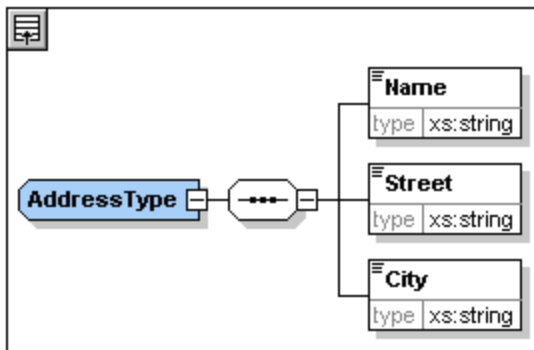 Name
type xs:string
AddressType
Street
type xs:string
City
type xs:string